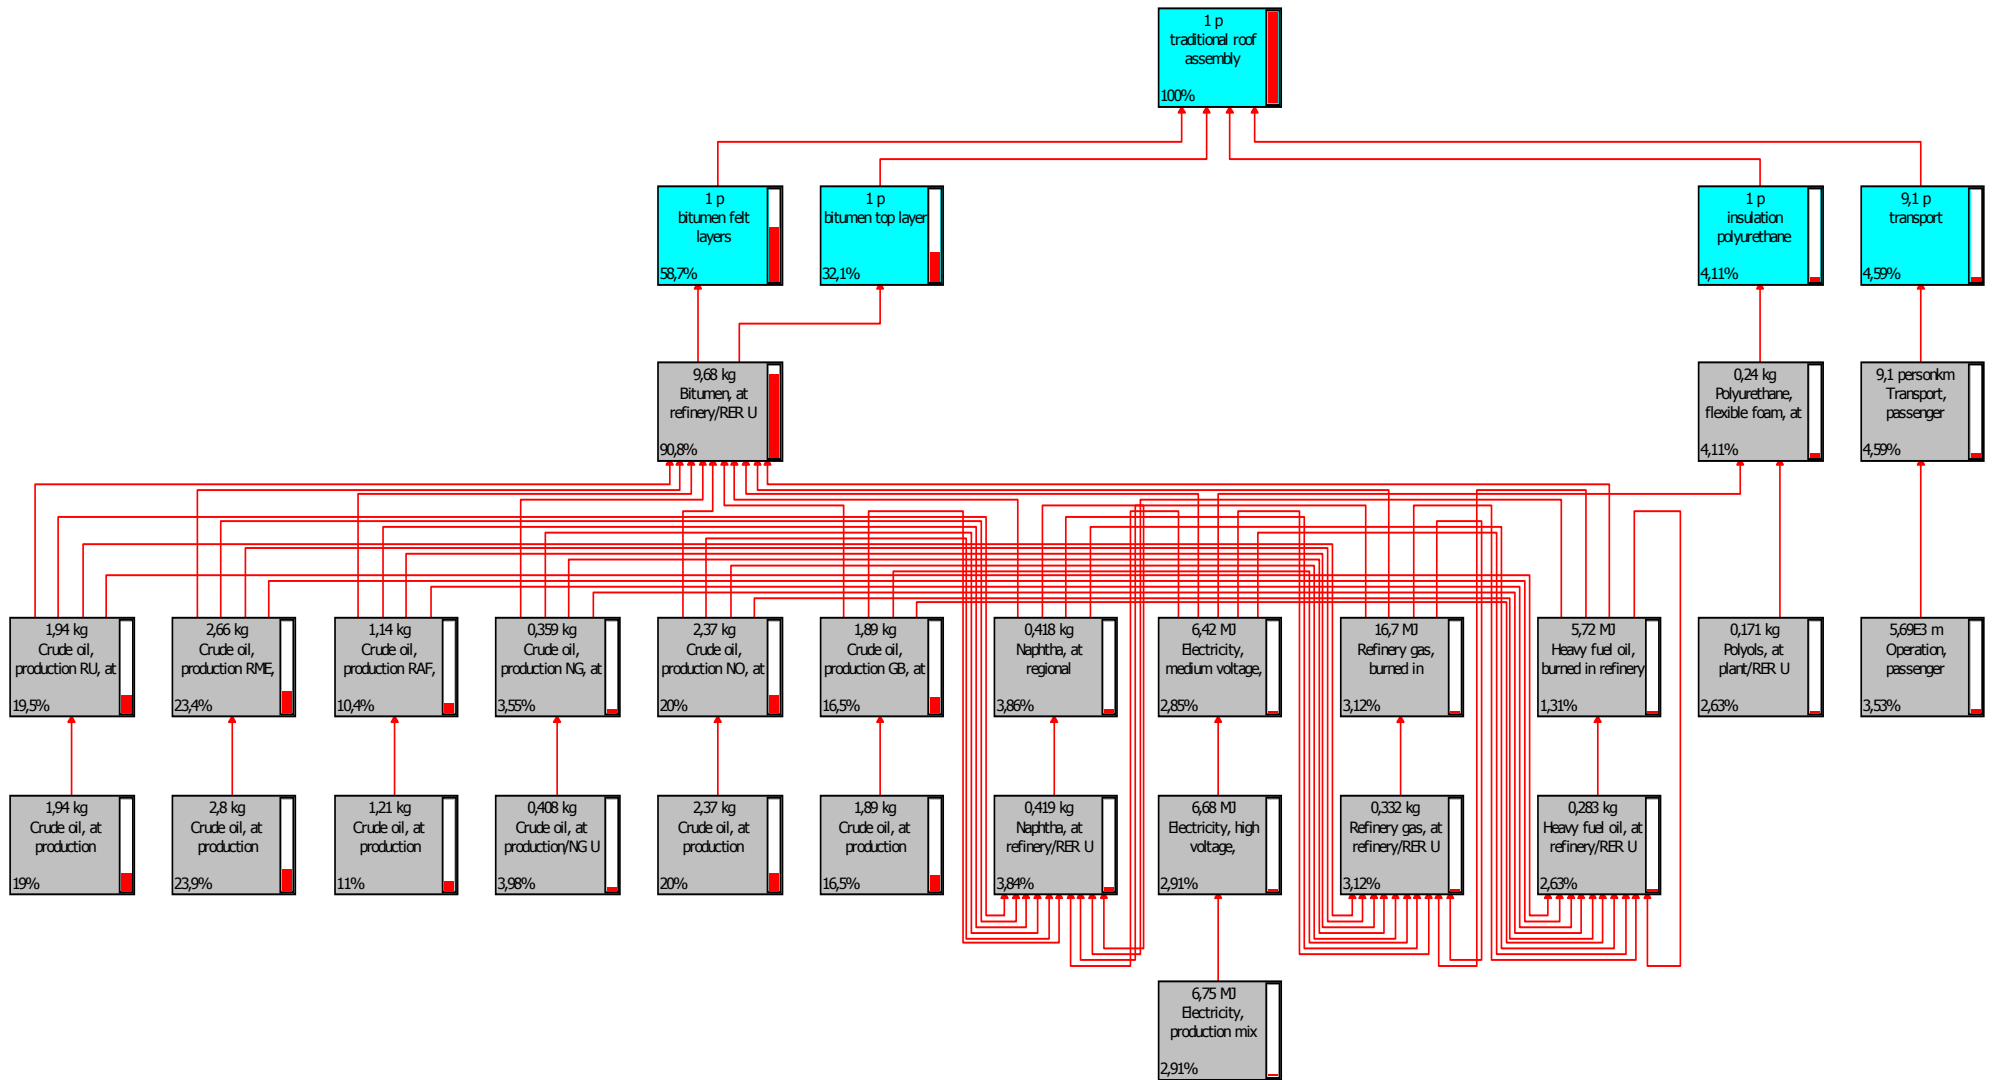 1 p
traditional roof
assembly
100%
1 p
bitumen felt
layers
58,7%
1 p
bitumen top layer
32,1%
1 p
insulation
polyurethane
4,11%
9,1 p
transport
4,59%
9,68 kg
Bitumen, at
refinery/RER U
90,8%
0,24 kg
Polyurethane,
flexible foam, at
4,11%
9,1 personkm
Transport,
passenger
4,59%
1,94 kg
Crude oil,
production RU, at
19,5%
2,66 kg
Crude oil,
production RME,
23,4%
1,14 kg
Crude oil,
production RAF,
10,4%
0,359 kg
Crude oil,
production NG, at
3,55%
2,37 kg
Crude oil,
production NO, at
20%
1,89 kg
Crude oil,
production GB, at
16,5%
0,418 kg
Naphtha, at
regional
3,86%
6,42 MJ
Electricity,
medium voltage,
2,85%
16,7 MJ
Refinery gas,
burned in
3,12%
5,72 MJ
Heavy fuel oil,
burned in refinery
1,31%
0,171 kg
Polyols, at
plant/RER U
2,63%
5,69E3 m
Operation,
passenger
3,53%
1,94 kg
Crude oil, at
production
19%
2,8 kg
Crude oil, at
production
23,9%
1,21 kg
Crude oil, at
production
11%
0,408 kg
Crude oil, at
production/NG U
3,98%
2,37 kg
Crude oil, at
production
20%
1,89 kg
Crude oil, at
production
16,5%
0,419 kg
Naphtha, at
refinery/RER U
3,84%
6,68 MJ
Electricity, high
voltage,
2,91%
0,332 kg
Refinery gas, at
refinery/RER U
3,12%
0,283 kg
Heavy fuel oil, at
refinery/RER U
2,63%
6,75 MJ
Electricity,
production mix
2,91%